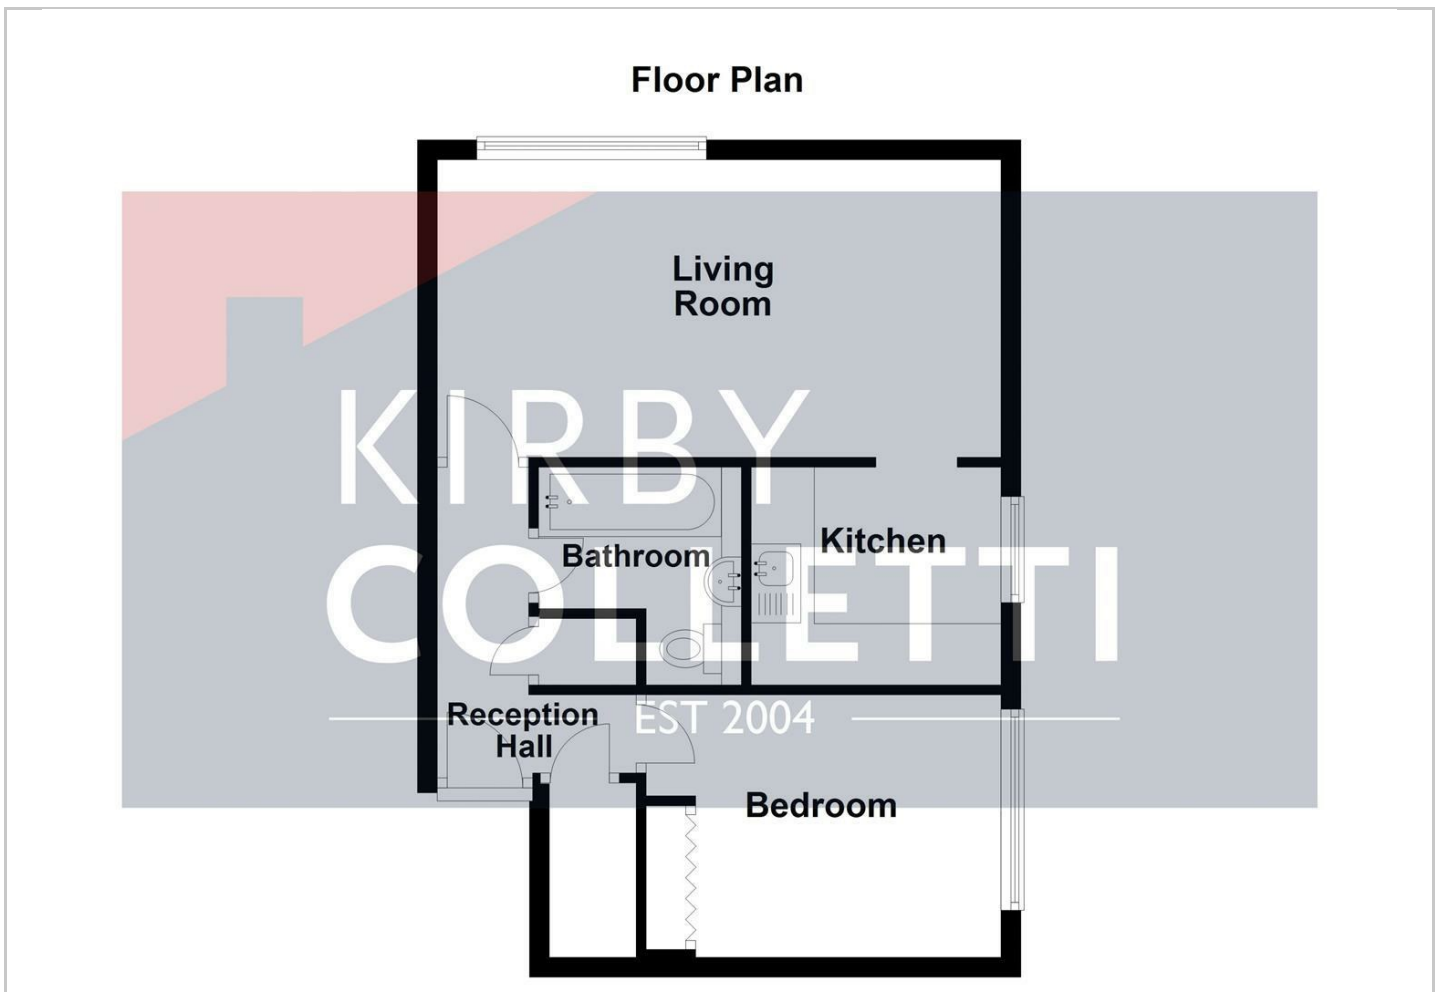 Floor Plan
Living
Room
KIRBY
COLLETTI
EST 2004
Bathroom
Kitchen
Reception
Hall
Bedroom